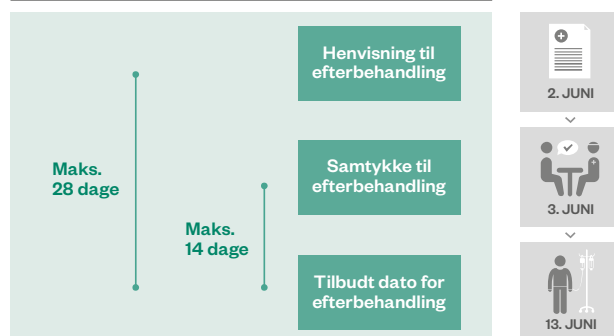 Henvisning til
efterbehandling
2. JUNI
Maks.
28 dage
Samtykke til
efterbehandling
3. JUNI
Maks.
14 dage
Tilbudt dato for
efterbehandling
13. JUNI